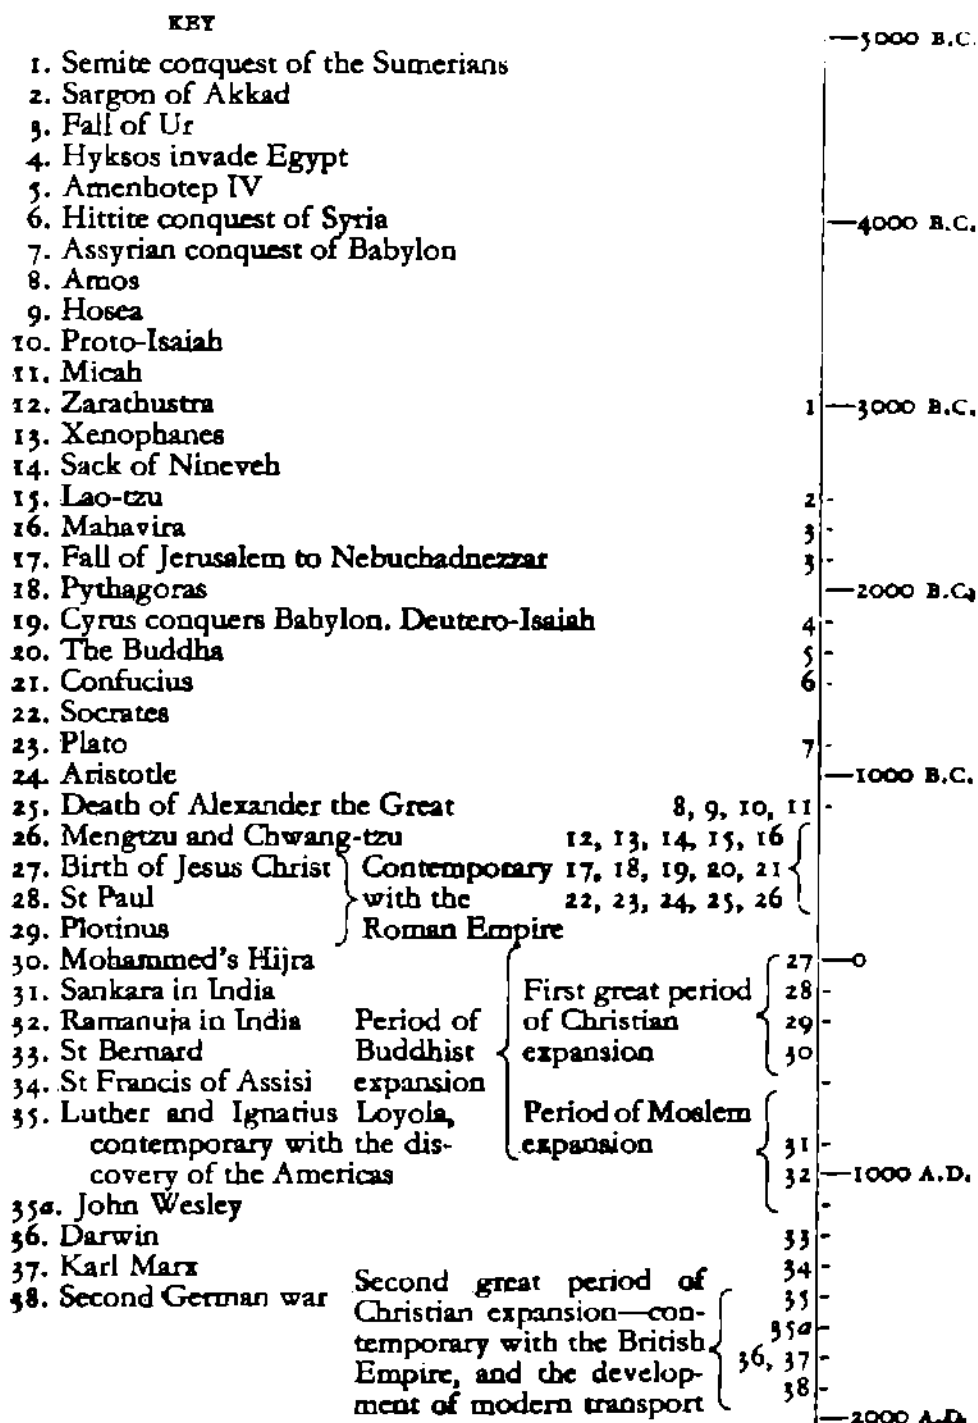 KEY
—5000 B.C.
1. Semite conquest of the Sumerians
2. Sargon of Akkad
3. Fall of Ur
4. Hyksos invade Egypt
5. Amenhotep IV
6. Hittite conquest of Syria —4000 B.C.
7. Assyrian conquest of Babylon
8. Amos
9. Hosea
10. Proto-Isaiah
11. Micah
12. Zarathustra 1 —3000 B.C.
13. Xenophanes
14. Sack of Nineveh
15. Lao-tzu 2 -
16. Mahavira 3 -
17. Fall of Jerusalem to Nebuchadnezzar 3 -
18. Pythagoras —2000 B.C.
19. Cyrus conquers Babylon. Deutero-Isaiah 4 -
20. The Buddha 5 -
21. Confucius 6 -
22. Socrates
23. Plato 7 -
24. Aristotle —1000 B.C.
25. Death of Alexander the Great 8, 9, 10, 11 -
26. Mengtzu and Chwang-tzu 12, 13, 14, 15, 16
27. Birth of Jesus Christ Contemporary 17, 18, 19, 20, 21
28. St Paul with the 22, 23, 24, 25, 26
29. Plotinus Roman Empire
30. Mohammed's Hijra 27 —0
31. Sankara in India First great period 28 -
32. Ramanuja in India Period of of Christian 29 -
33. St Bernard Buddhist expansion 30 -
34. St Francis of Assisi expansion
35. Luther and Ignatius Loyola, Period of Moslem
contemporary with the dis- expansion 31 -
covery of the Americas 32 —1000 A.D.
35a. John Wesley
36. Darwin 33 -
37. Karl Marx 34 -
38. Second German war Second great period of 35 -
Christian expansion—con- 35a -
temporary with the British 36, 37 -
Empire, and the develop- 38 -
ment of modern transport —2000 A.D.